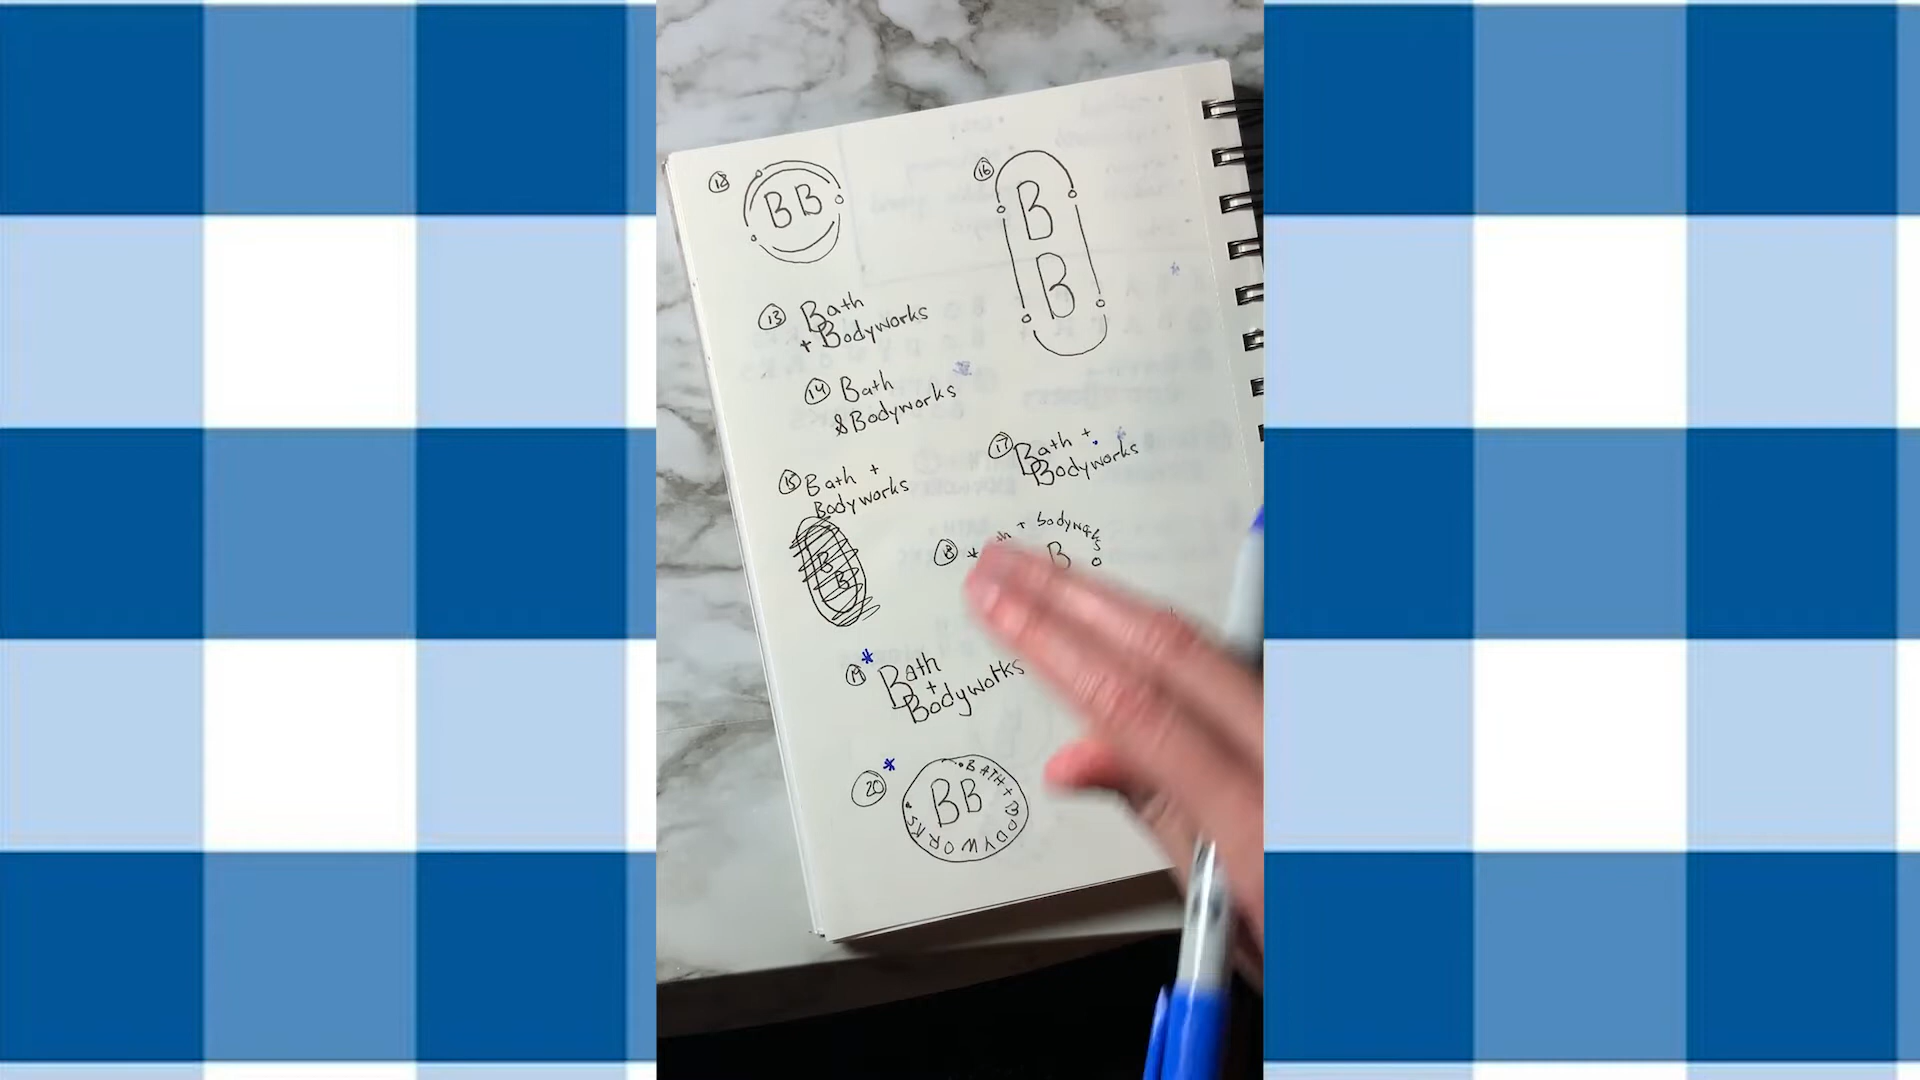 12
BB
13 Bath
+ Bodyworks
14 Bath
& Bodyworks
15 Bath +
Bodyworks
B
B
19 * Bath
+
Bodyworks
20 *
BB
• BATH + BODYWORKS •
16
B
B
17 Bath +
Bodyworks
18 *
+ bodyworks
B